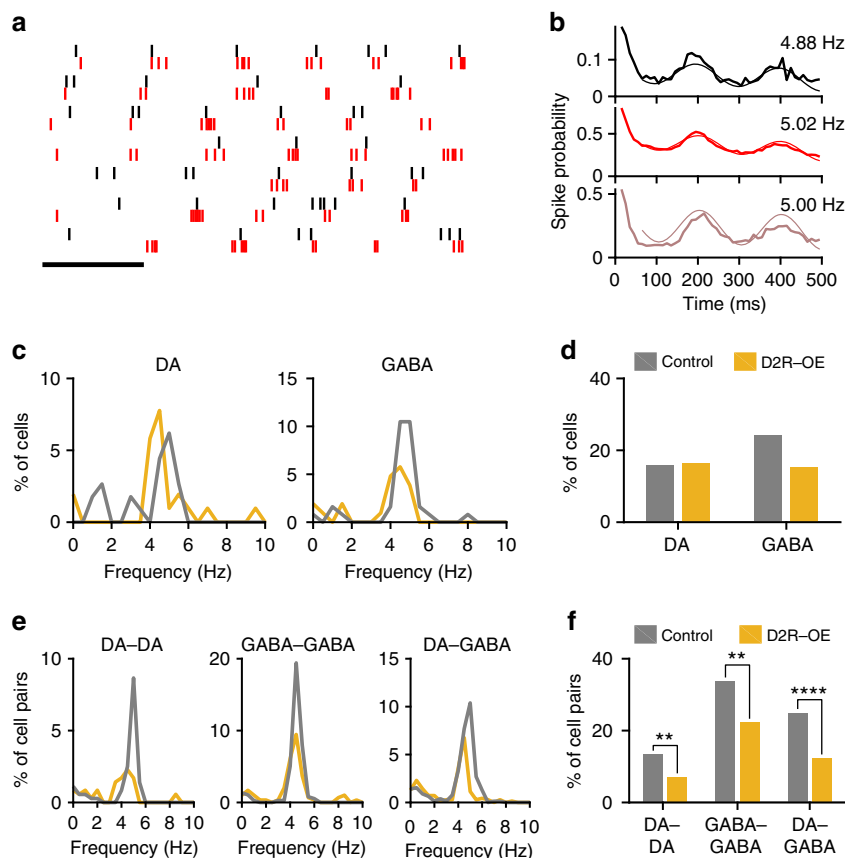 a
b
4.88 Hz
0.1
0
5.02 Hz
0.5
0
5.00 Hz
0.5
0
Spike probability
0 100 200 300 400 500
Time (ms)
c
DA
GABA
% of cells
10
5
0
0 2 4 6 8 10
Frequency (Hz)
15
10
5
0
0 2 4 6 8 10
Frequency (Hz)
d
Control D2R–OE
% of cells
40
20
0
DA GABA
e
DA–DA
GABA–GABA
DA–GABA
% of cell pairs
10
5
0
0 2 4 6 8 10
Frequency (Hz)
20
10
0
0 2 4 6 8 10
Frequency (Hz)
15
10
5
0
0 2 4 6 8 10
Frequency (Hz)
f
Control D2R–OE
% of cell pairs
40
20
0
**
**
****
DA–
DA
GABA–
GABA
DA–
GABA